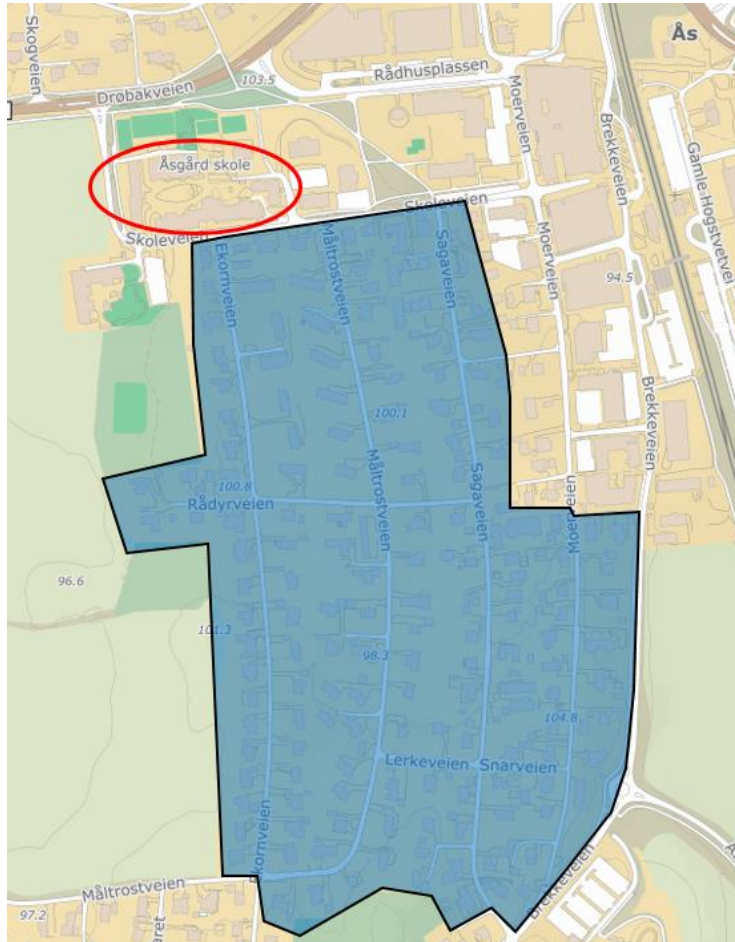 Skogveien
Ås
Rådhusplassen
103.5
Drøbakveien
Moerveien
Brekkeveien
Åsgård skole
Gamle Hogstvetvei
Skoleveien
Skoleveien
Ekornveien
Måltrostveien
Sagaveien
Moerveien
94.5
Brekkeveien
100.1
Måltrostveien
Sagaveien
100.8
Rådyrveien
96.6
101.3
98.3
104.8
Lerkeveien
Snarveien
Ekornveien
Måltrostveien
Brekkeveien
97.2